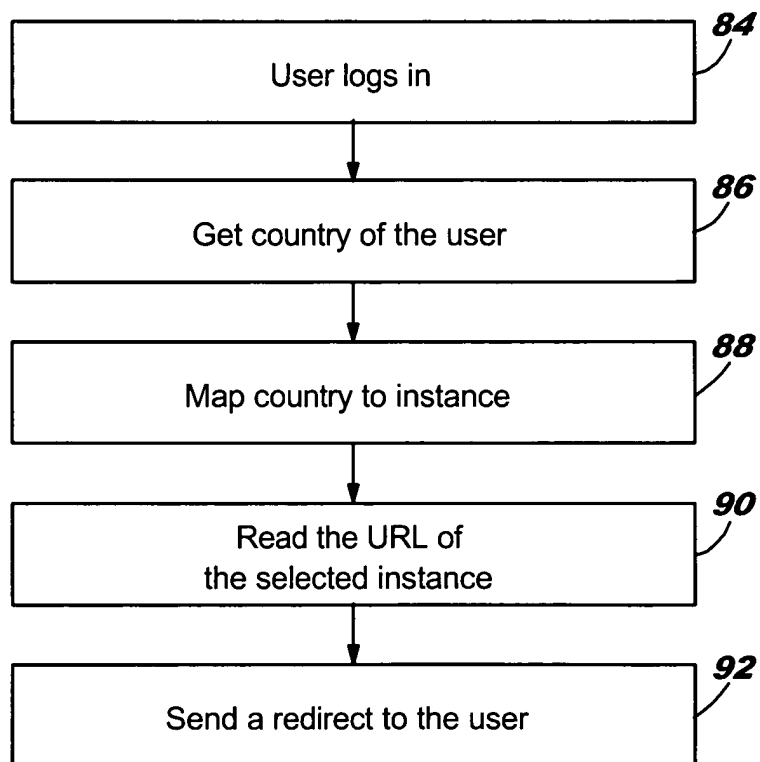 84
User logs in
86
Get country of the user
88
Map country to instance
90
Read the URL of
the selected instance
92
Send a redirect to the user